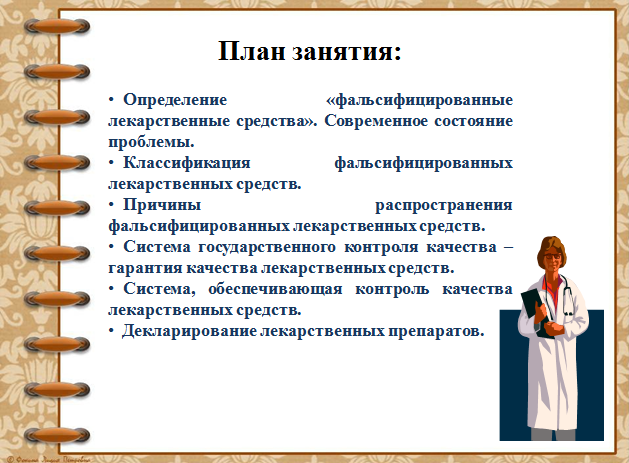 План занятия:
• Определение «фальсифицированные
лекарственные средства». Современное состояние
проблемы.
• Классификация фальсифицированных
лекарственных средств.
• Причины распространения
фальсифицированных лекарственных средств.
• Система государственного контроля качества –
гарантия качества лекарственных средств.
• Система, обеспечивающая контроль качества
лекарственных средств.
• Декларирование лекарственных препаратов.